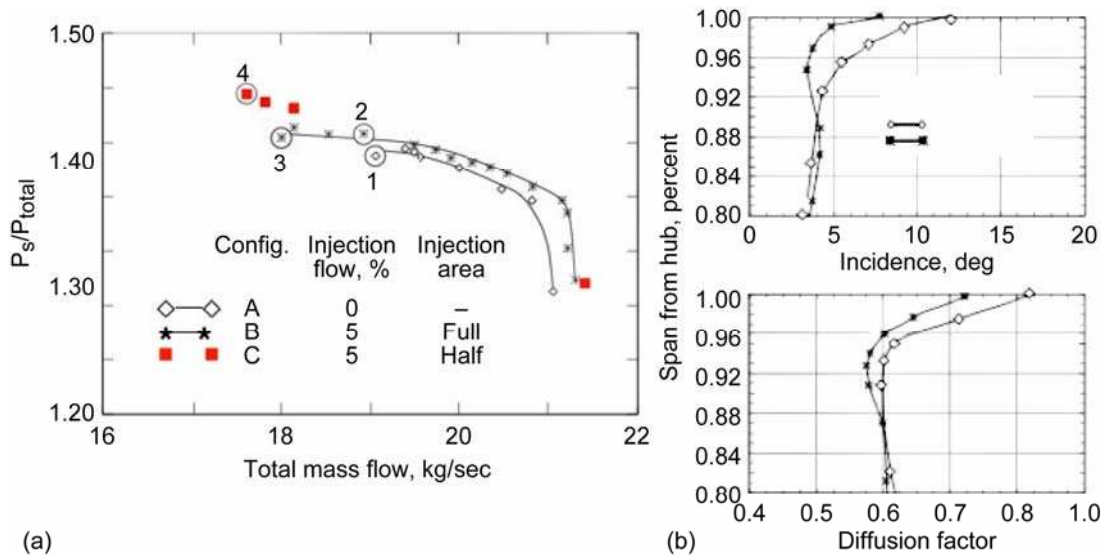 1.50
1.40
1.30
1.20
P_s/P_total
4
2
3
1
Config. Injection flow, % Injection area
A 0 –
B 5 Full
C 5 Half
16 18 20 22
Total mass flow, kg/sec
(a)
1.00
0.96
0.92
0.88
0.84
0.80
0 5 10 15 20
Incidence, deg
Span from hub, percent
1.00
0.96
0.92
0.88
0.84
0.80
0.4 0.5 0.6 0.7 0.8 1.0
Diffusion factor
(b)